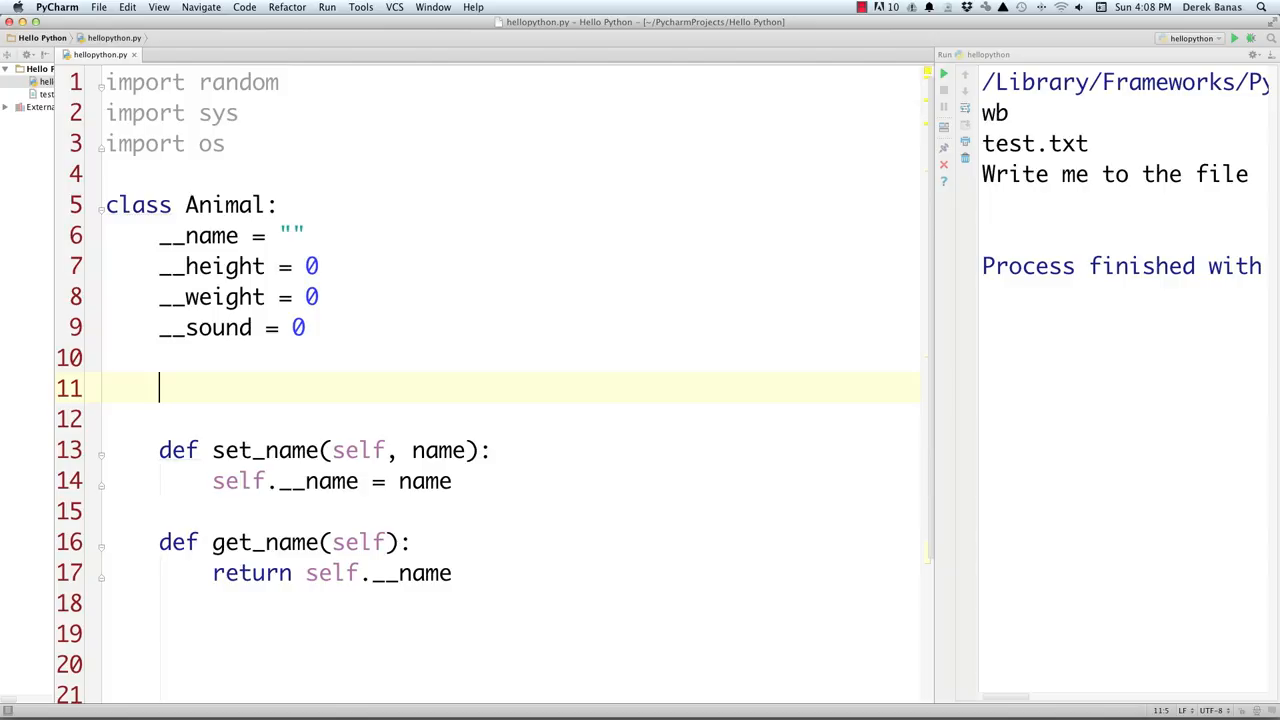 PyCharm File Edit View Navigate Code Refactor Run Tools VCS Window Help
10 Sun 4:08 PM Derek Banas
hellopython.py - Hello Python - [~/PycharmProjects/Hello Python]
Hello Python hellopython.py hellopython
hellopython.py
Run hellopython
Hello P
hell
test
Externa
1 import random
2 import sys
3 import os
4
5 class Animal:
6 __name = ""
7 __height = 0
8 __weight = 0
9 __sound = 0
10
11
12
13 def set_name(self, name):
14 self.__name = name
15
16 def get_name(self):
17 return self.__name
18
19
20
21
/Library/Frameworks/Py
wb
test.txt
Write me to the file
Process finished with
11:5 LF UTF-8